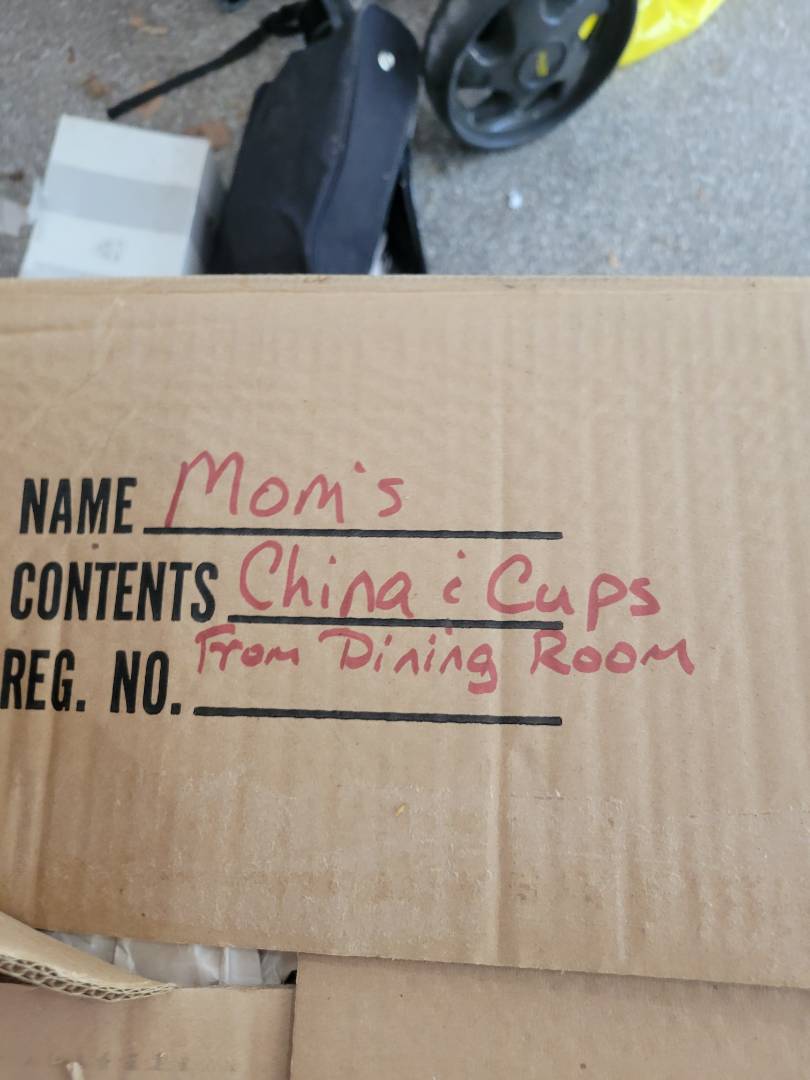 NAME Mom's
CONTENTS China & Cups
From Dining Room
REG. NO.